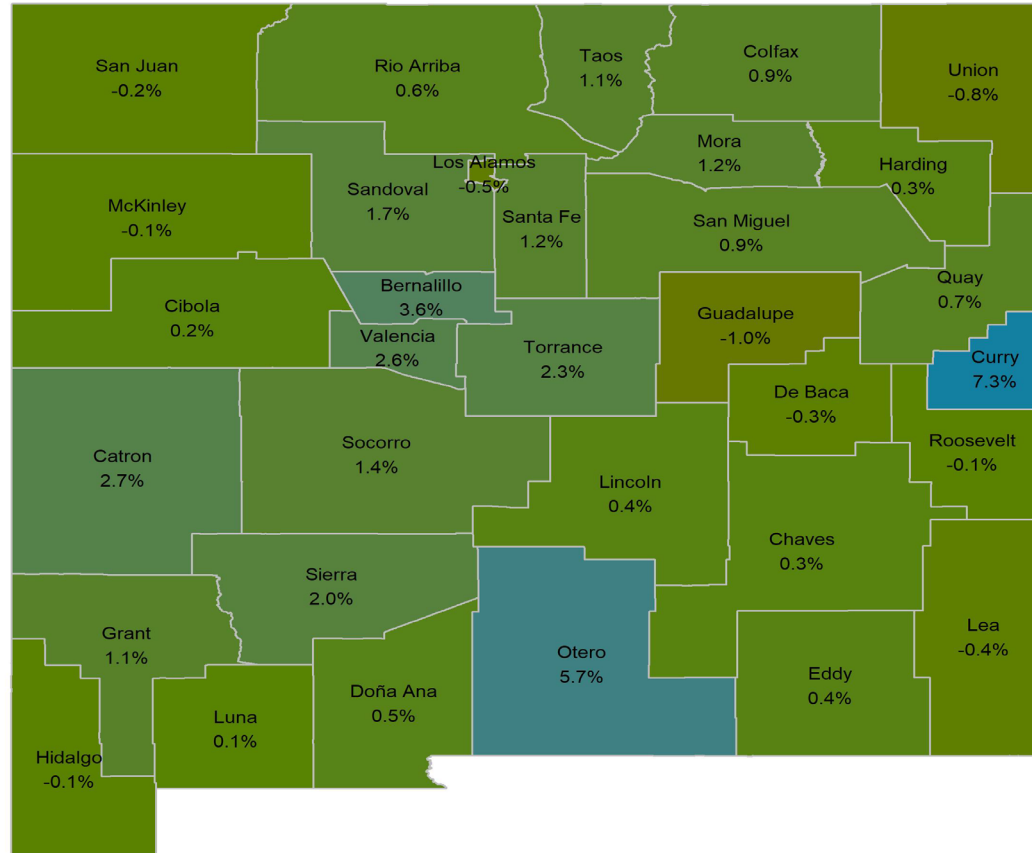 San Juan
-0.2%
Rio Arriba
0.6%
Taos
1.1%
Colfax
0.9%
Union
-0.8%
Los Alamos
-0.5%
Mora
1.2%
Harding
0.3%
McKinley
-0.1%
Sandoval
1.7%
Santa Fe
1.2%
San Miguel
0.9%
Quay
0.7%
Cibola
0.2%
Bernalillo
3.6%
Valencia
2.6%
Torrance
2.3%
Guadalupe
-1.0%
Curry
7.3%
De Baca
-0.3%
Roosevelt
-0.1%
Catron
2.7%
Socorro
1.4%
Lincoln
0.4%
Chaves
0.3%
Sierra
2.0%
Grant
1.1%
Otero
5.7%
Lea
-0.4%
Eddy
0.4%
Doña Ana
0.5%
Luna
0.1%
Hidalgo
-0.1%